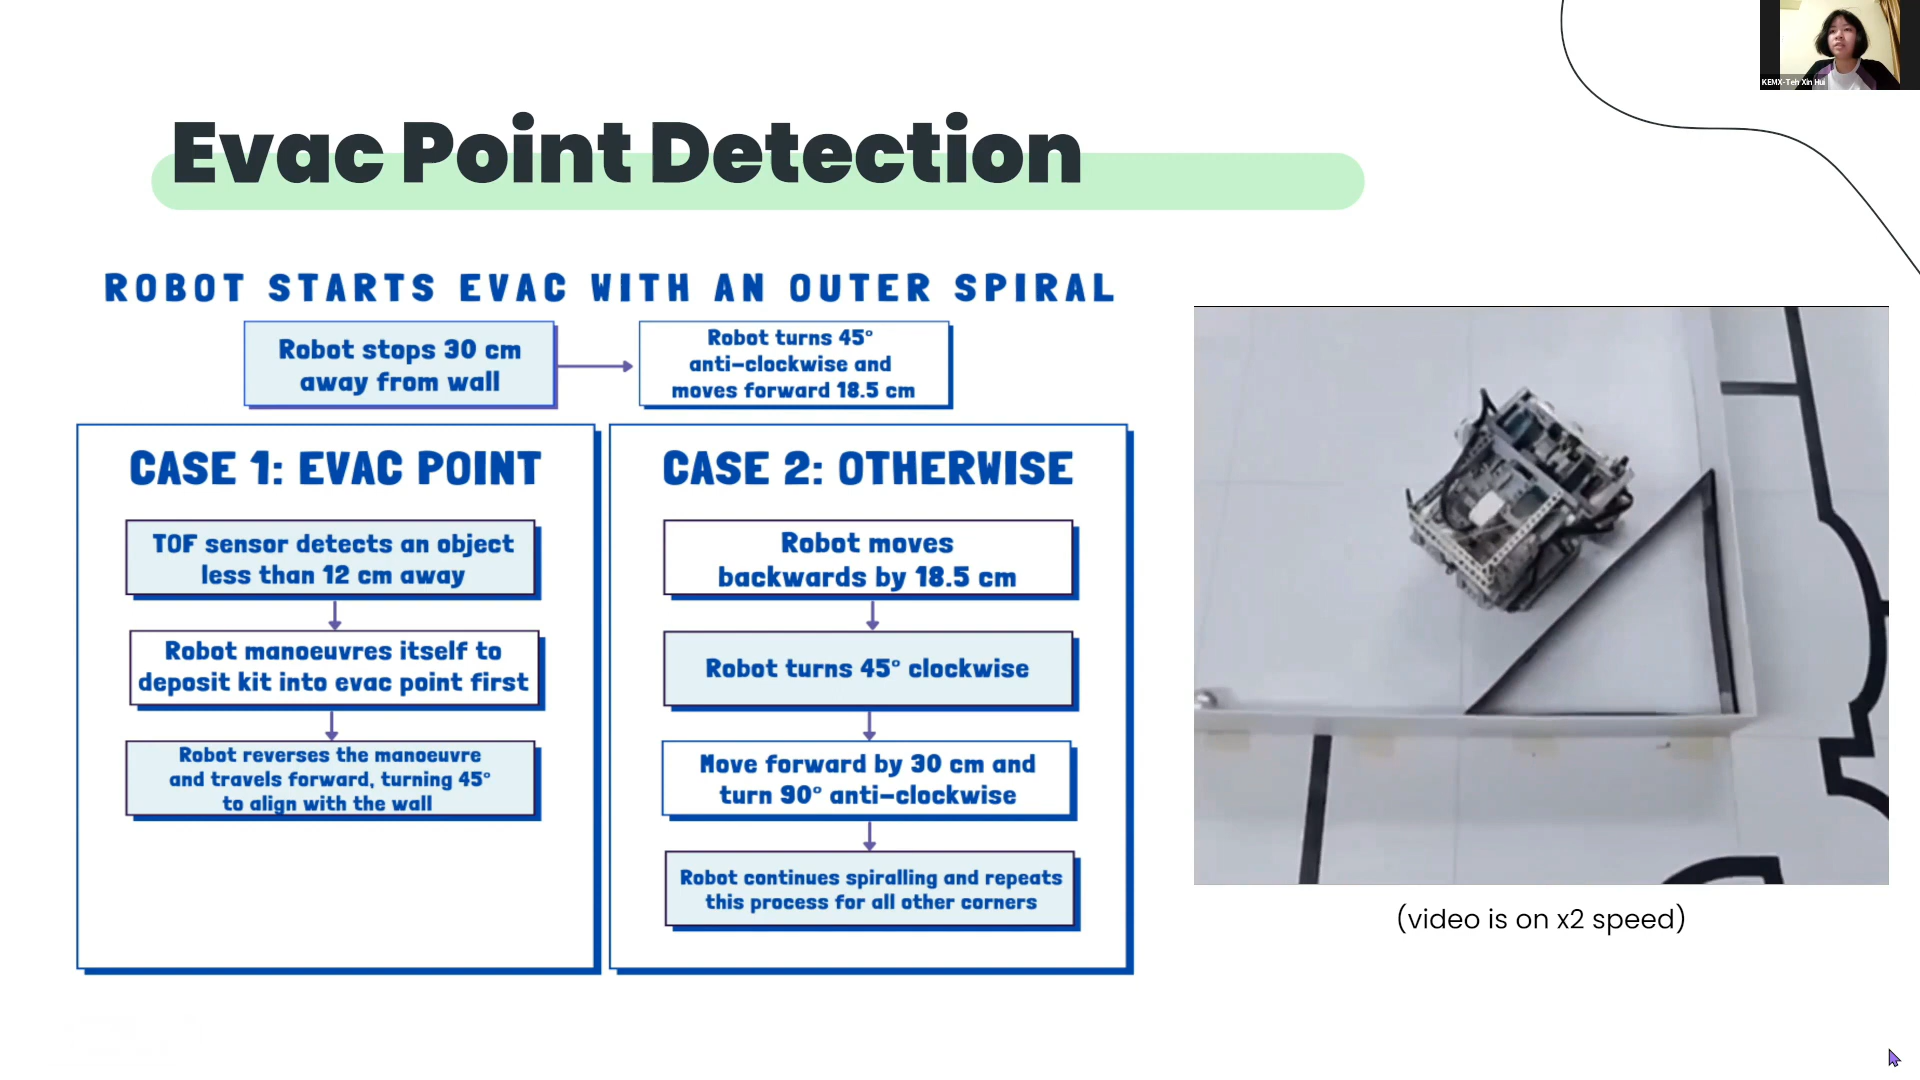 KEMX-Teh Xin Hui
Evac Point Detection
ROBOT STARTS EVAC WITH AN OUTER SPIRAL
Robot stops 30 cm
away from wall
Robot turns 45°
anti-clockwise and
moves forward 18.5 cm
CASE 1: EVAC POINT
TOF sensor detects an object
less than 12 cm away
Robot manoeuvres itself to
deposit kit into evac point first
Robot reverses the manoeuvre
and travels forward, turning 45°
to align with the wall
CASE 2: OTHERWISE
Robot moves
backwards by 18.5 cm
Robot turns 45° clockwise
Move forward by 30 cm and
turn 90° anti-clockwise
Robot continues spiralling and repeats
this process for all other corners
(video is on x2 speed)